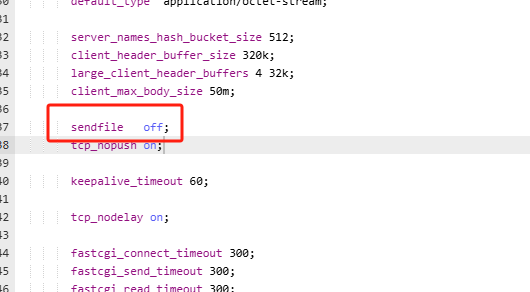 default_type  application/octet-stream;
31
32 server_names_hash_bucket_size 512;
33 client_header_buffer_size 320k;
34 large_client_header_buffers 4 32k;
35 client_max_body_size 50m;
36
37 sendfile   off;
38 tcp_nopush on;
39
40 keepalive_timeout 60;
41
42 tcp_nodelay on;
43
44 fastcgi_connect_timeout 300;
45 fastcgi_send_timeout 300;
46 fastcgi_read_timeout 300;